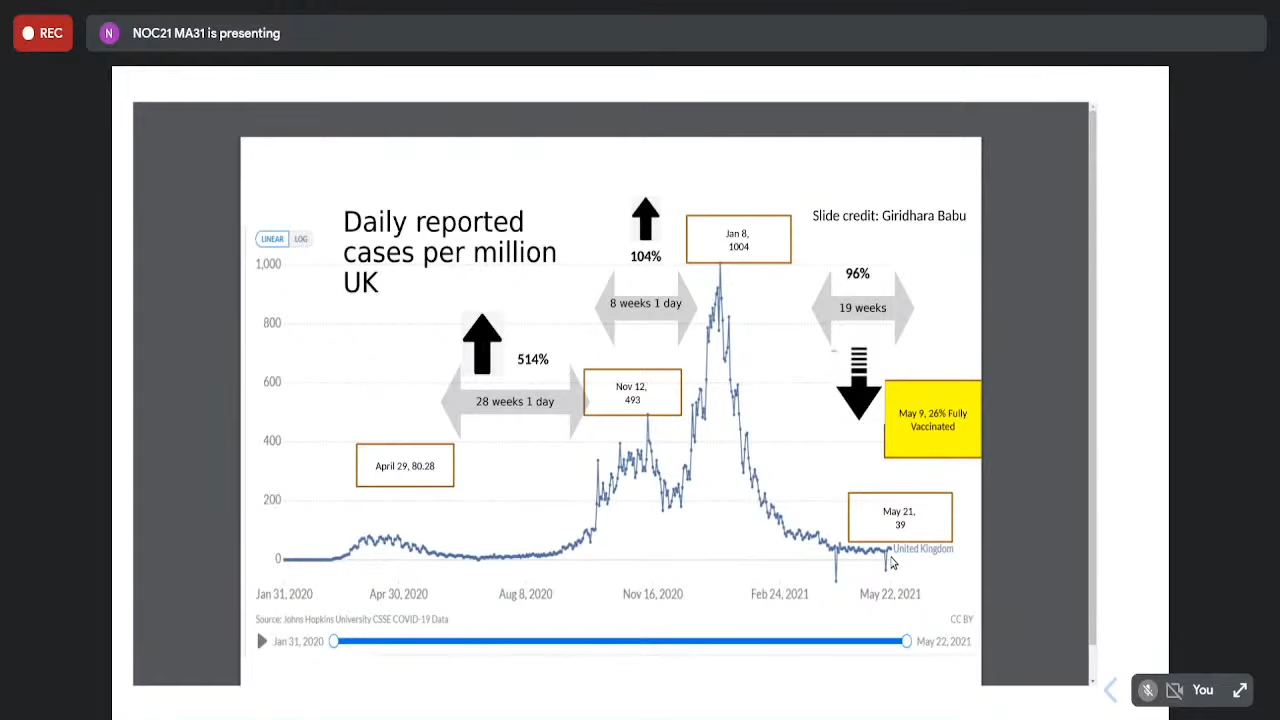 REC
N
NOC21 MA31 is presenting
Daily reported
cases per million
UK
Slide credit: Giridhara Babu
LINEAR
LOG
104%
Jan 8,
1004
96%
8 weeks 1 day
19 weeks
514%
28 weeks 1 day
Nov 12,
493
May 9, 26% Fully
Vaccinated
April 29, 80.28
May 21,
39
United Kingdom
1,000
800
600
400
200
0
Jan 31, 2020
Apr 30, 2020
Aug 8, 2020
Nov 16, 2020
Feb 24, 2021
May 22, 2021
Source: Johns Hopkins University CSSE COVID-19 Data
CC BY
Jan 31, 2020
May 22, 2021
You